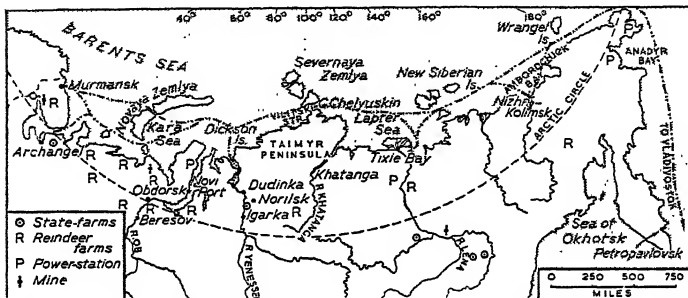 40° 60° 80° 100° 120° 140° 160° 180°
BARENTS SEA
Murmansk
Novaya Zemlya
Severnaya Zemlya
New Siberian Is.
Wrangel Is.
P
P
ANADYR BAY
R
Kara Sea
Dickson Is.
Chelyuskin
Laptev Sea
Nizhni Kolimsk
ARCTIC CIRCLE
TAIMYR PENINSULA
Tixie Bay
Archangel
R
R
R
R
P
Novi Port
Obdorsk
Beresov
R
R
R
Dudinka
Norilsk
Igarka
R
Khatanga
P R
R
TO VLADIVOSTOK
R. OB
R. YENESSEI
R. KHATANGA
R. LENA
Sea of Okhotsk
Petropavlovsk
State-farms
R Reindeer farms
P Power-station
Mine
0 250 500 750
MILES